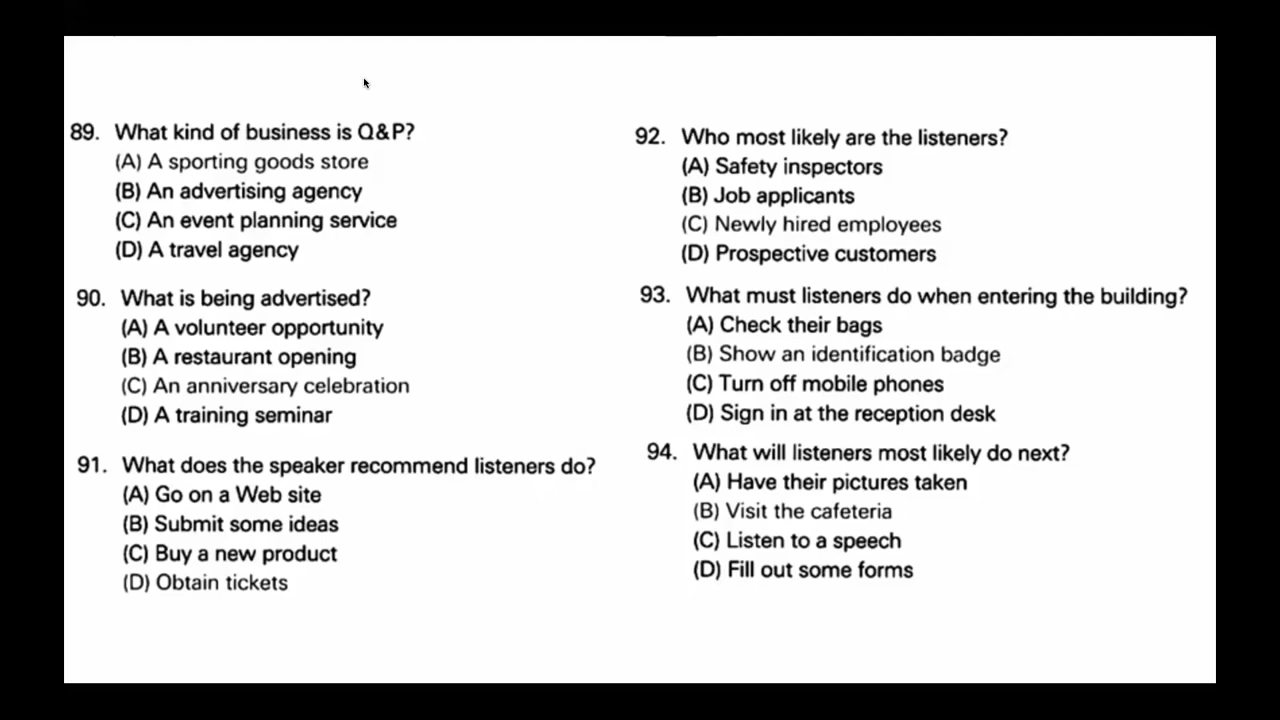 89. What kind of business is Q&P?
(A) A sporting goods store
(B) An advertising agency
(C) An event planning service
(D) A travel agency
90. What is being advertised?
(A) A volunteer opportunity
(B) A restaurant opening
(C) An anniversary celebration
(D) A training seminar
91. What does the speaker recommend listeners do?
(A) Go on a Web site
(B) Submit some ideas
(C) Buy a new product
(D) Obtain tickets
92. Who most likely are the listeners?
(A) Safety inspectors
(B) Job applicants
(C) Newly hired employees
(D) Prospective customers
93. What must listeners do when entering the building?
(A) Check their bags
(B) Show an identification badge
(C) Turn off mobile phones
(D) Sign in at the reception desk
94. What will listeners most likely do next?
(A) Have their pictures taken
(B) Visit the cafeteria
(C) Listen to a speech
(D) Fill out some forms